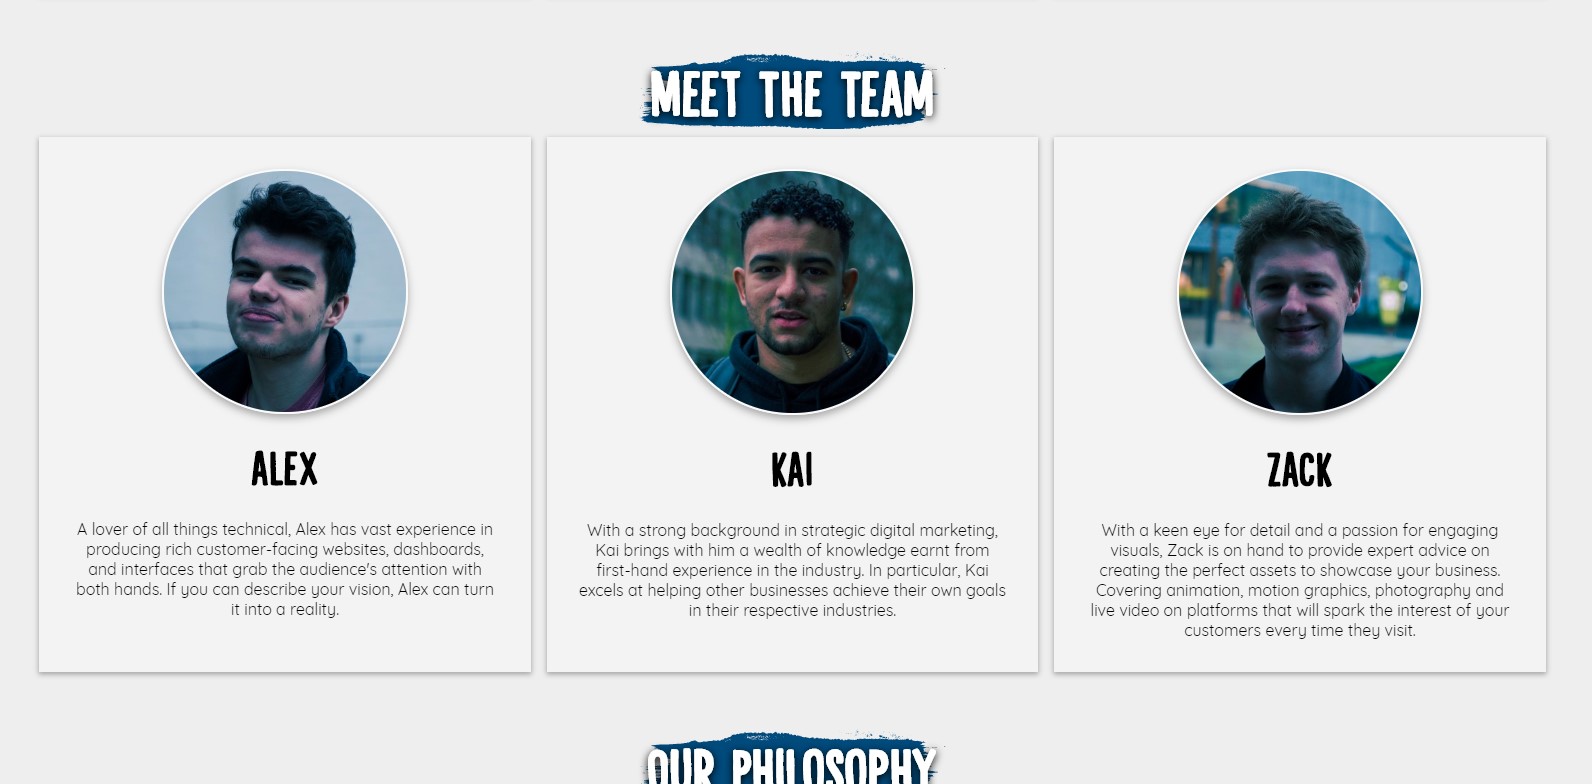 MEET THE TEAM
ALEX
A lover of all things technical, Alex has vast experience in
producing rich customer-facing websites, dashboards,
and interfaces that grab the audience's attention with
both hands. If you can describe your vision, Alex can turn
it into a reality.
KAI
With a strong background in strategic digital marketing,
Kai brings with him a wealth of knowledge earnt from
first-hand experience in the industry. In particular, Kai
excels at helping other businesses achieve their own goals
in their respective industries.
ZACK
With a keen eye for detail and a passion for engaging
visuals, Zack is on hand to provide expert advice on
creating the perfect assets to showcase your business.
Covering animation, motion graphics, photography and
live video on platforms that will spark the interest of your
customers every time they visit.
OUR PHILOSOPHY